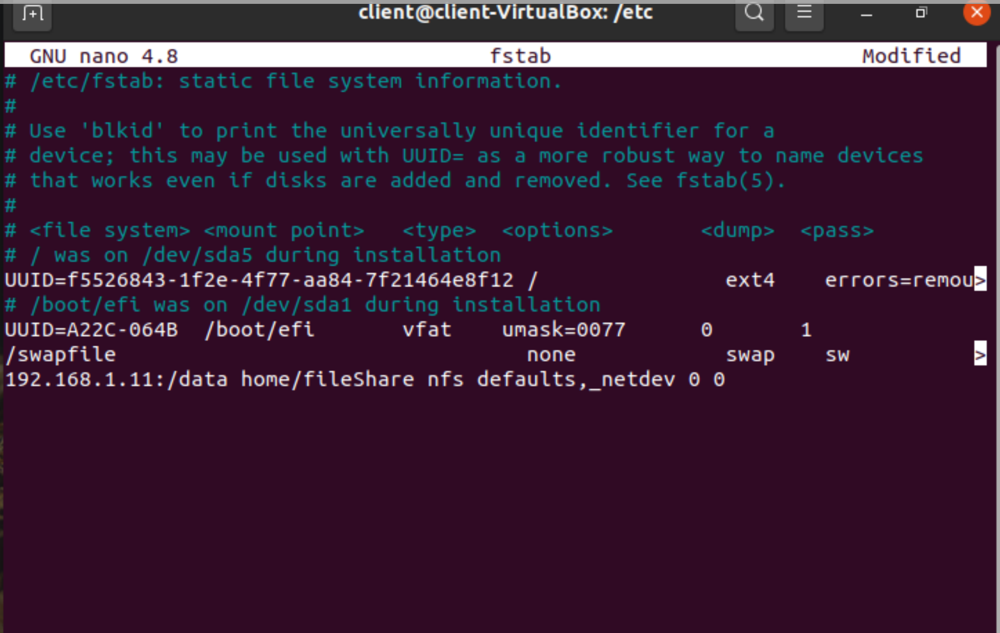 client@client-VirtualBox: /etc
GNU nano 4.8 fstab Modified
# /etc/fstab: static file system information.
#
# Use 'blkid' to print the universally unique identifier for a
# device; this may be used with UUID= as a more robust way to name devices
# that works even if disks are added and removed. See fstab(5).
#
# <file system> <mount point> <type> <options> <dump> <pass>
# / was on /dev/sda5 during installation
UUID=f5526843-1f2e-4f77-aa84-7f21464e8f12 / ext4 errors=remou>
# /boot/efi was on /dev/sda1 during installation
UUID=A22C-064B /boot/efi vfat umask=0077 0 1
/swapfile none swap sw >
192.168.1.11:/data home/fileShare nfs defaults,_netdev 0 0